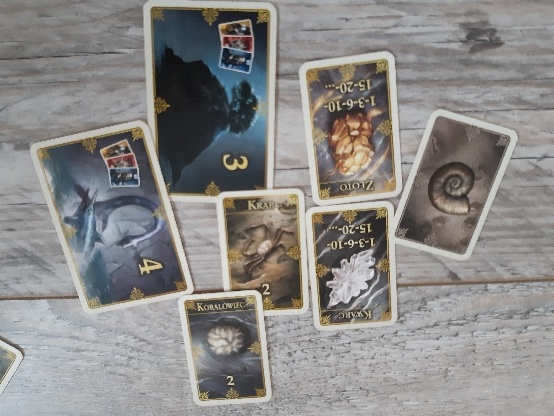 3
1-3-6-10-
15-20-...
ZŁOTO
4
KRAB
2
1-3-6-10-
15-20-...
KWARC
KORALOWIEC
2